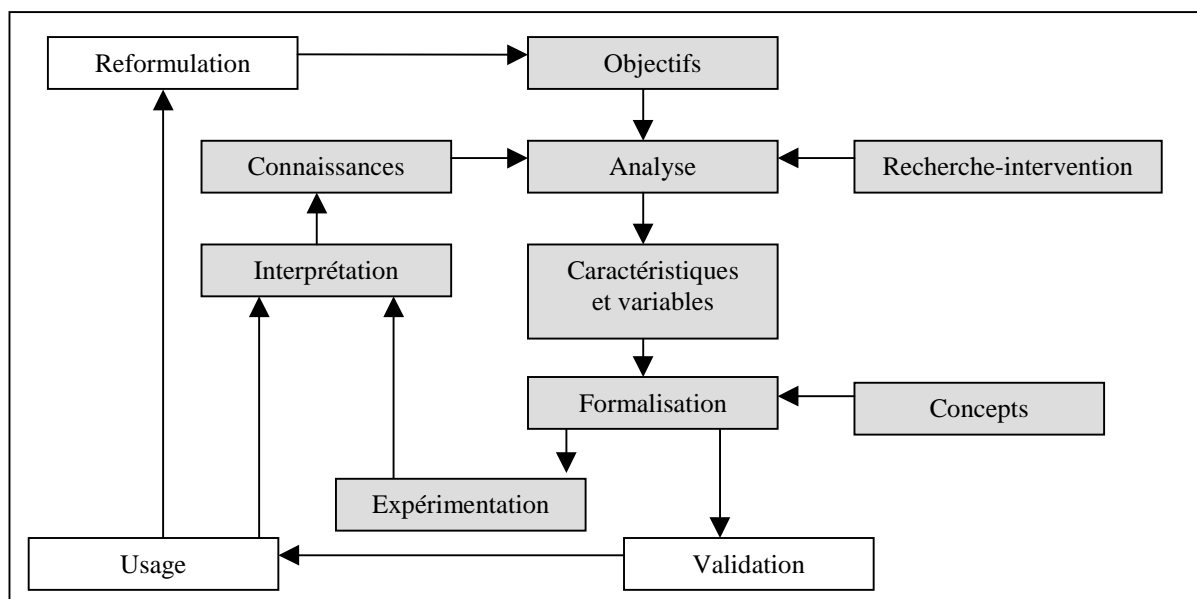 Reformulation
Objectifs
Connaissances
Analyse
Recherche-intervention
Interprétation
Caractéristiques
et variables
Formalisation
Concepts
Expérimentation
Usage
Validation